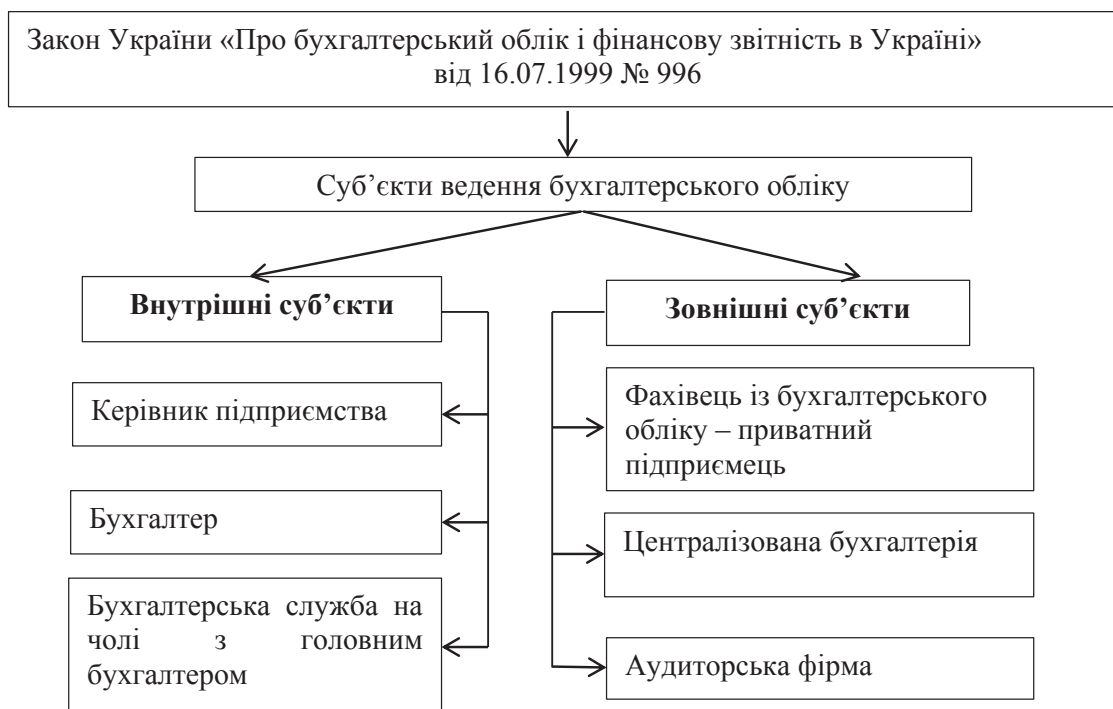 Закон України «Про бухгалтерський облік і фінансову звітність в Україні»
від 16.07.1999 № 996
Суб’єкти ведення бухгалтерського обліку
Внутрішні суб’єкти
Керівник підприємства
Бухгалтер
Бухгалтерська служба на
чолі з головним
бухгалтером
Зовнішні суб’єкти
Фахівець із бухгалтерського
обліку – приватний
підприємець
Централізована бухгалтерія
Аудиторська фірма